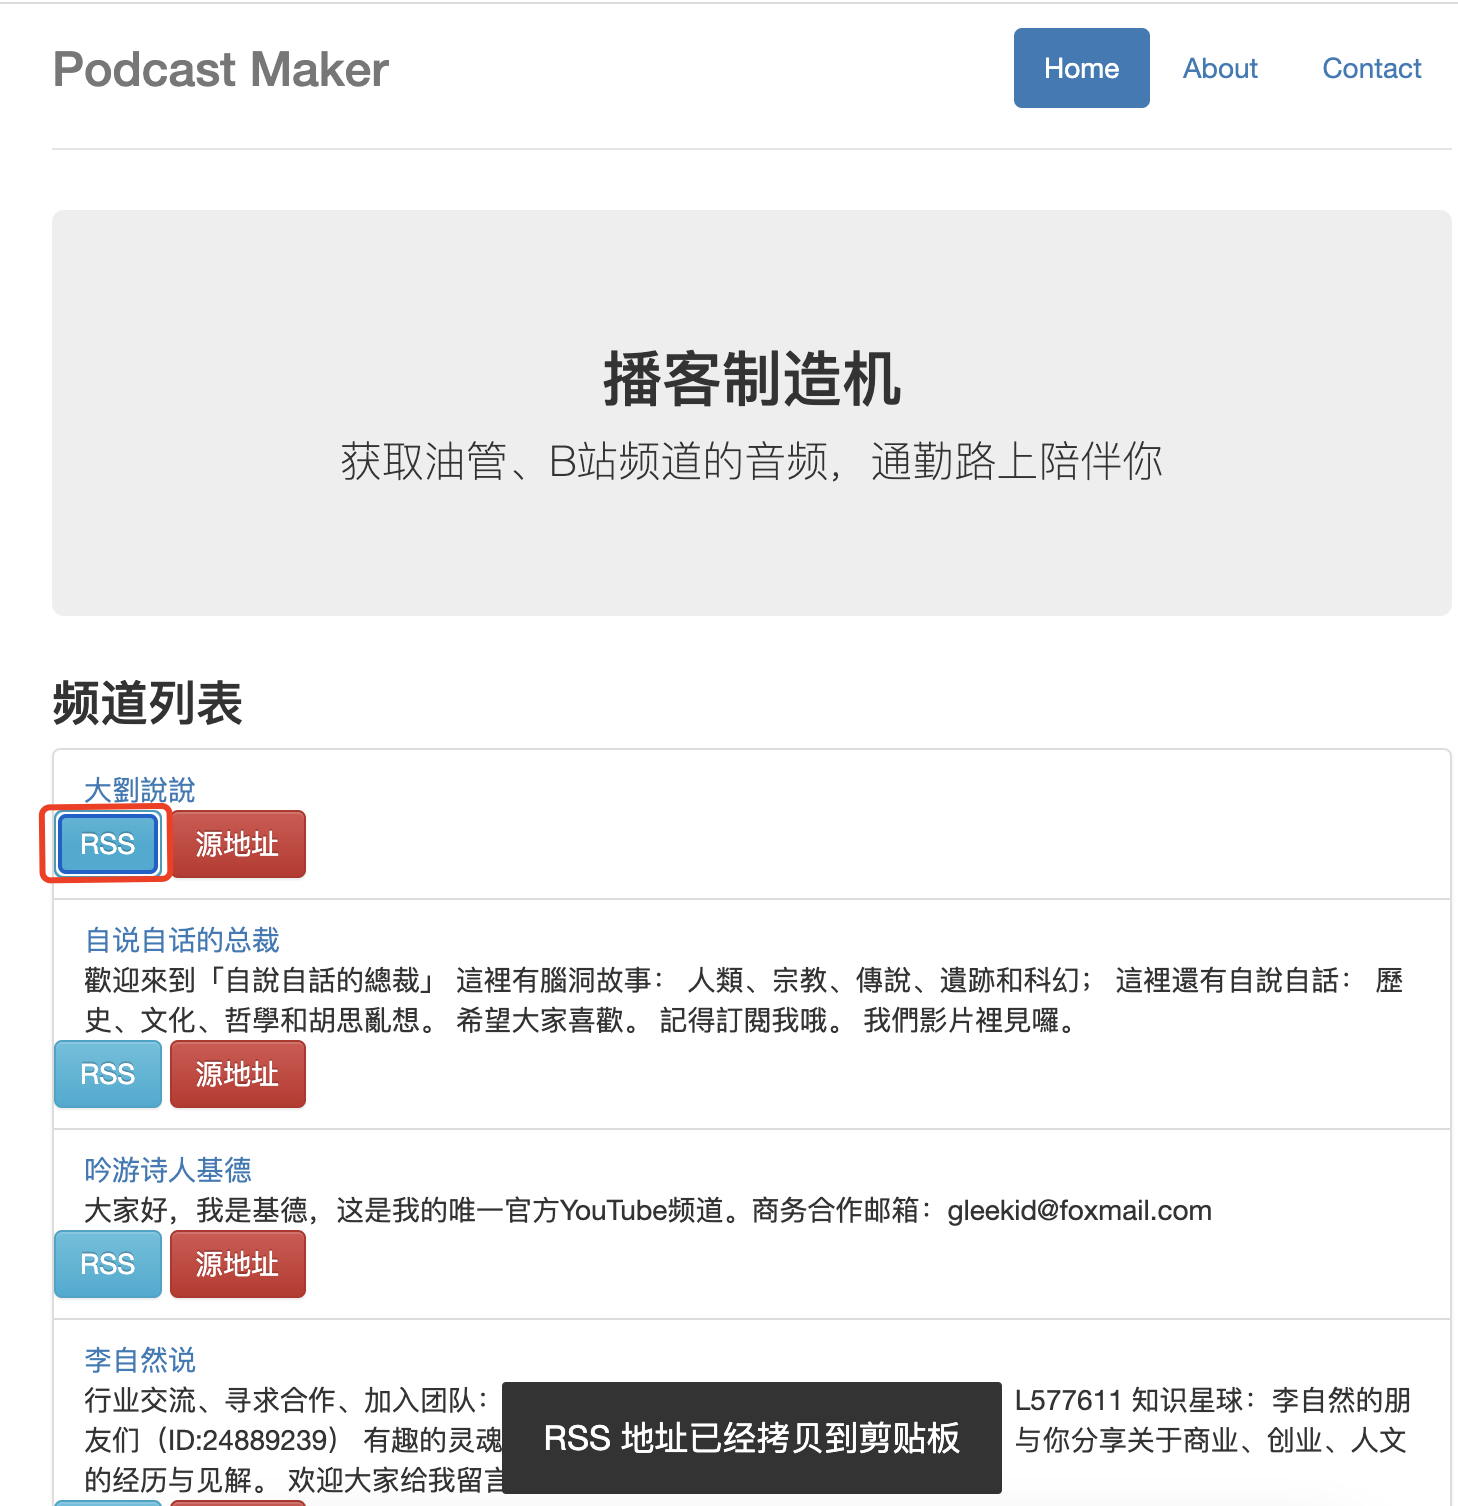 Podcast Maker
Home
About
Contact
播客制造机
获取油管、B站频道的音频，通勤路上陪伴你
频道列表
大劉說說
RSS
源地址
自说自话的总裁
歡迎來到「自說自話的總裁」 這裡有腦洞故事： 人類、宗教、傳說、遺跡和科幻； 這裡還有自說自話： 歷
史、文化、哲學和胡思亂想。 希望大家喜歡。 記得訂閱我哦。 我們影片裡見囉。
RSS
源地址
吟游诗人基德
大家好，我是基德，这是我的唯一官方YouTube频道。商务合作邮箱：gleekid@foxmail.com
RSS
源地址
李自然说
行业交流、寻求合作、加入团队： L577611 知识星球：李自然的朋
友们（ID:24889239） 有趣的灵魂 与你分享关于商业、创业、人文
的经历与见解。 欢迎大家给我留言
RSS 地址已经拷贝到剪贴板